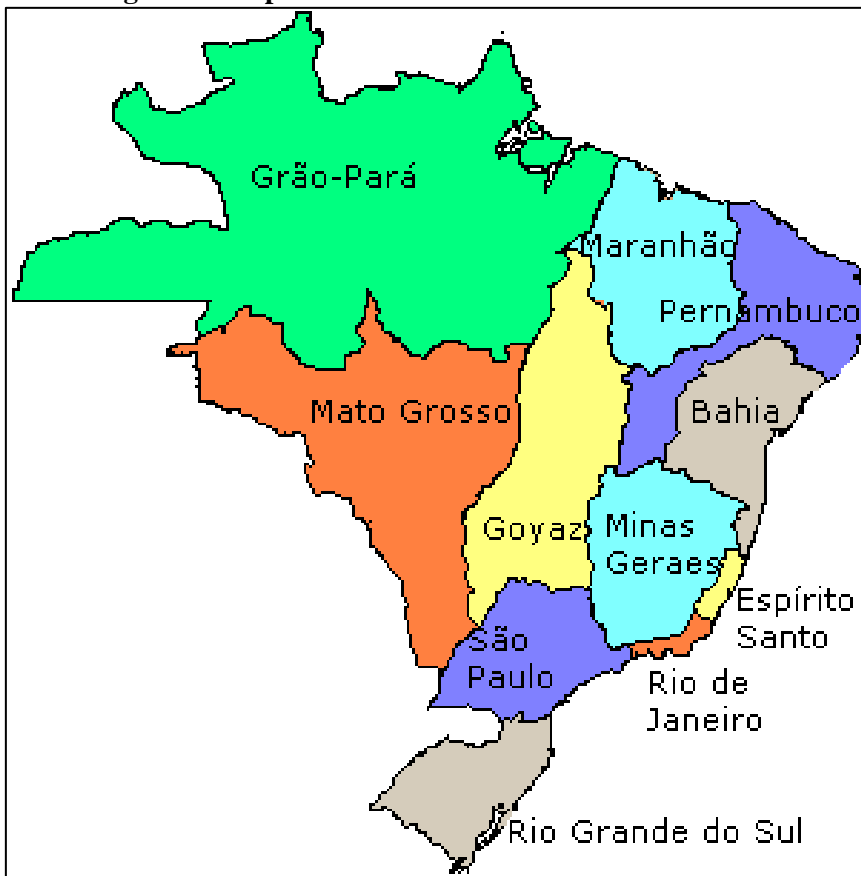 Grão-Pará
Maranhão
Pernambuco
Mato Grosso
Bahia
Goyaz
Minas
Geraes
Espírito
Santo
São
Paulo
Rio de
Janeiro
Rio Grande do Sul